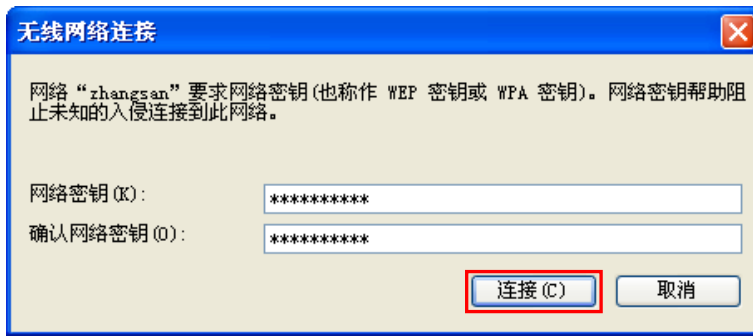 无线网络连接
网络“zhangsan”要求网络密钥(也称作 WEP 密钥或 WPA 密钥)。网络密钥帮助阻
止未知的入侵连接到此网络。
网络密钥(K): **********
确认网络密钥(O): **********
连接(C) 取消